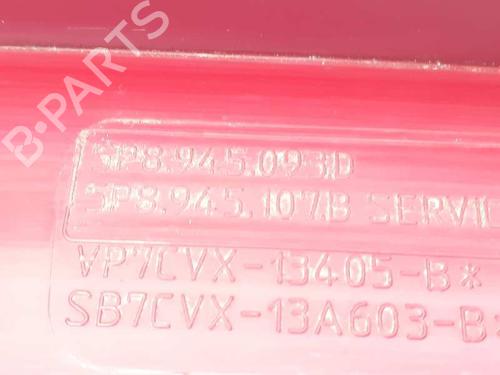 B-PARTS
5P8.945.093D
5P8.945.107B SERVIC
VP7CVX-13405-B*
SB7CVX-13A603-B*